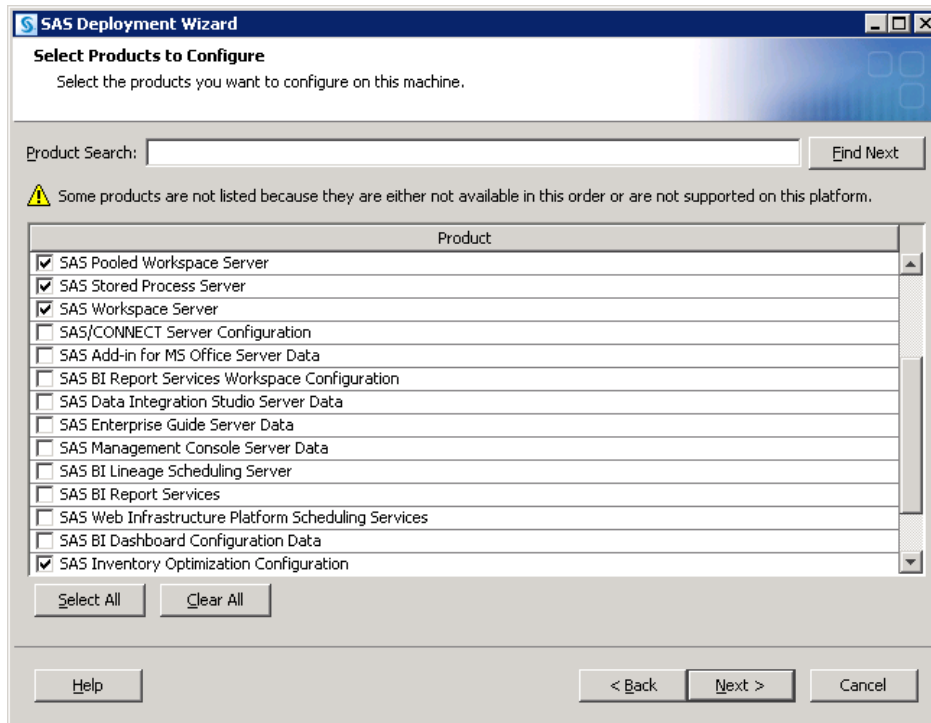 SAS Deployment Wizard
Select Products to Configure
Select the products you want to configure on this machine.
Product Search:
Find Next
Some products are not listed because they are either not available in this order or are not supported on this platform.
Product
SAS Pooled Workspace Server
SAS Stored Process Server
SAS Workspace Server
SAS/CONNECT Server Configuration
SAS Add-in for MS Office Server Data
SAS BI Report Services Workspace Configuration
SAS Data Integration Studio Server Data
SAS Enterprise Guide Server Data
SAS Management Console Server Data
SAS BI Lineage Scheduling Server
SAS BI Report Services
SAS Web Infrastructure Platform Scheduling Services
SAS BI Dashboard Configuration Data
SAS Inventory Optimization Configuration
Select All Clear All
Help < Back Next > Cancel